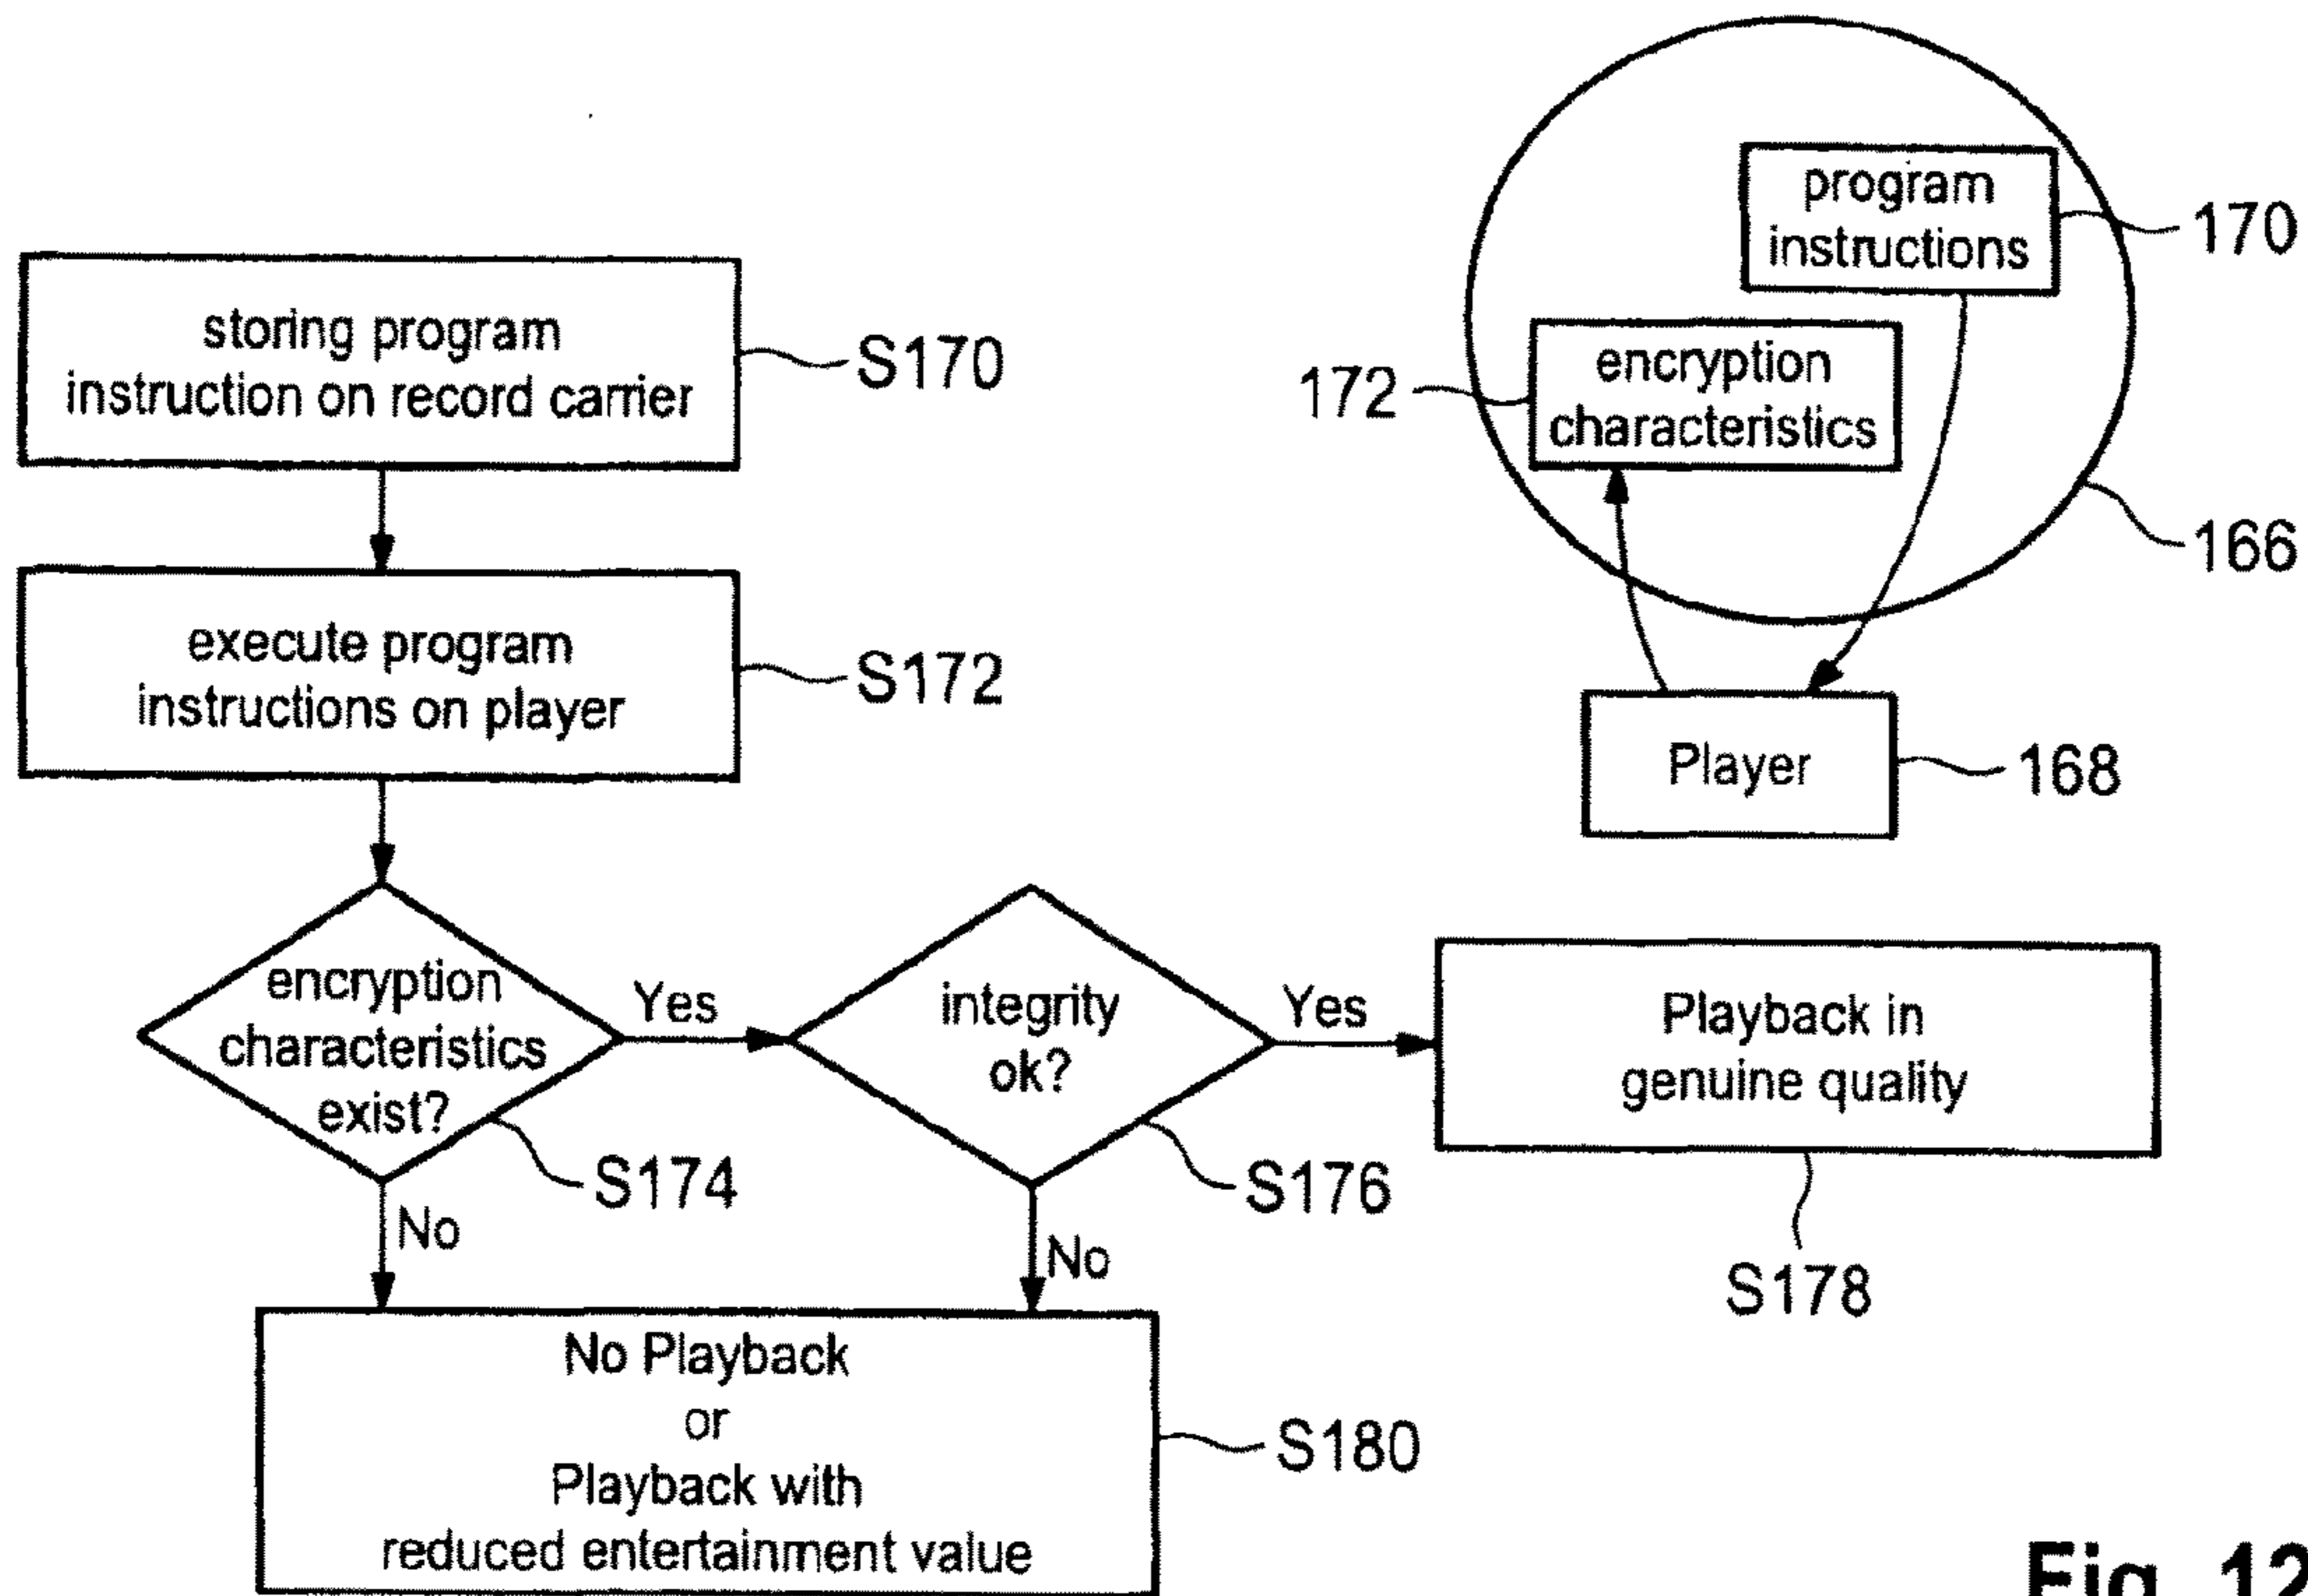 storing program
instruction on record carrier
S170
execute program
instructions on player
S172
encryption
characteristics
exist?
S174
Yes
No
integrity
ok?
S176
Yes
No
Playback in
genuine quality
S178
No Playback
or
Playback with
reduced entertainment value
S180
program
instructions
170
172
encryption
characteristics
166
Player
168
Fig. 12